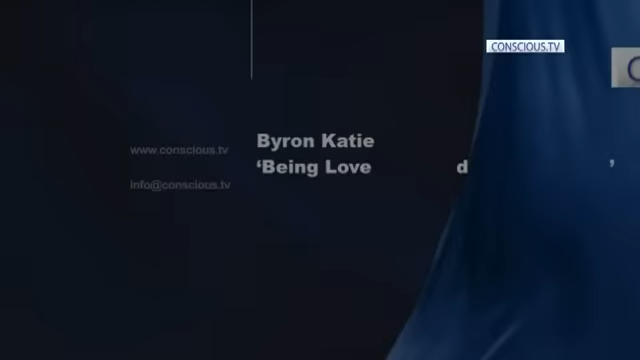 CONSCIOUS.TV
C
Byron Katie
www.conscious.tv
‘Being Love d ’
info@conscious.tv